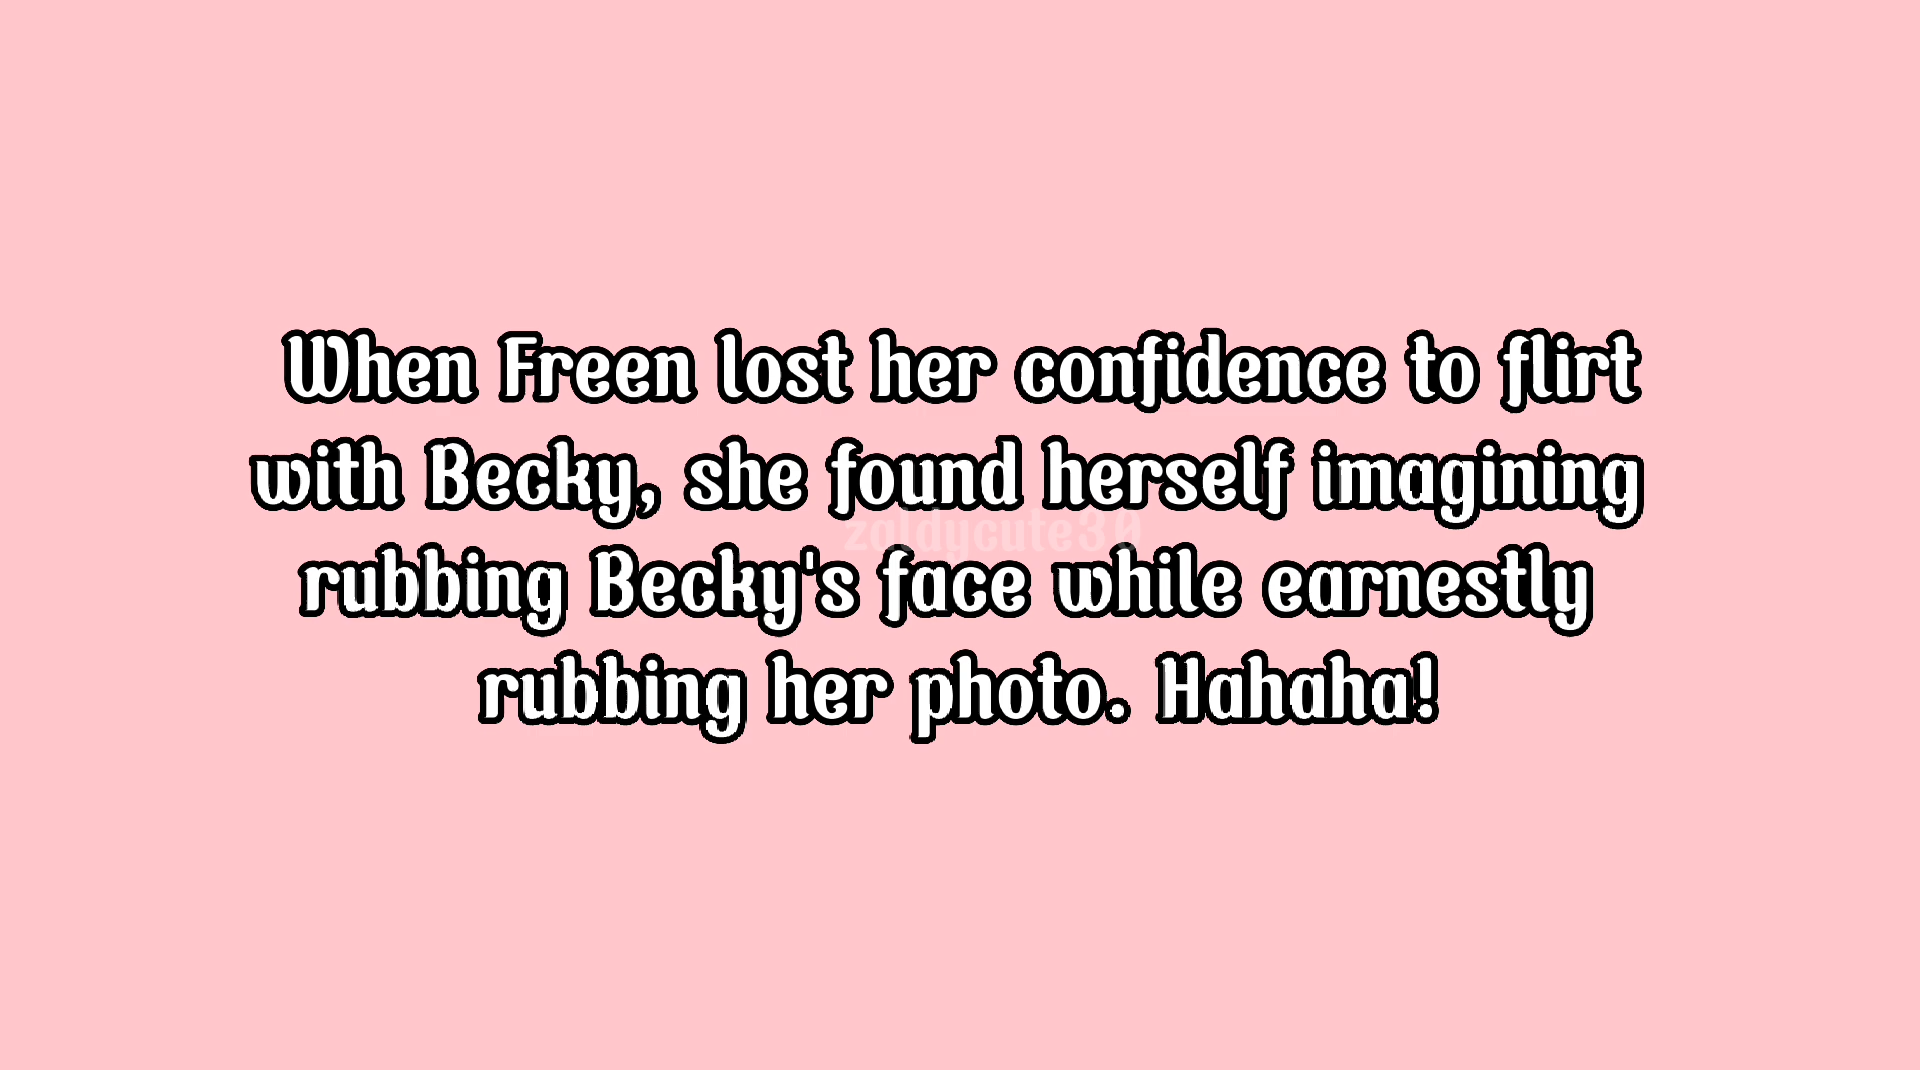 When Freen lost her confidence to flirt
with Becky, she found herself imagining
zaldycute30
rubbing Becky's face while earnestly
rubbing her photo. Hahaha!